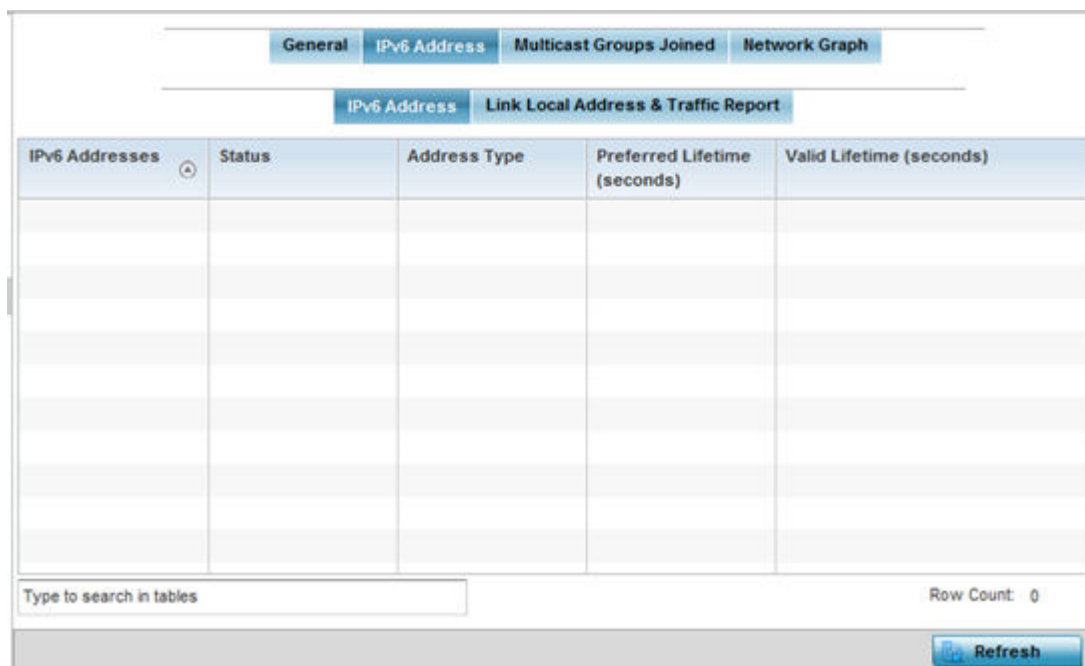 General IPv6 Address Multicast Groups Joined Network Graph
IPv6 Address Link Local Address & Traffic Report
IPv6 Addresses Status Address Type Preferred Lifetime (seconds) Valid Lifetime (seconds)
Type to search in tables Row Count: 0
Refresh